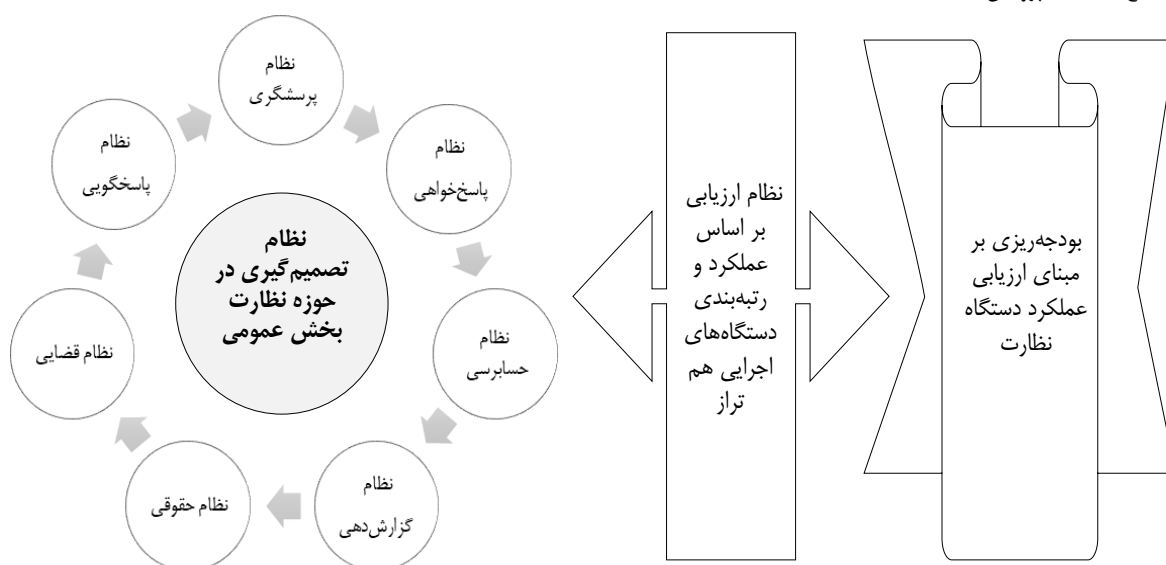 نظام
پرسشگری
نظام
پاسخ‌خواهی
نظام
حسابرسی
نظام
گزارش‌دهی
نظام حقوقی
نظام قضایی
نظام
پاسخگویی
نظام
تصمیم‌گیری در
حوزه نظارت
بخش عمومی
نظام ارزیابی
بر اساس
عملکرد و
رتبه‌بندی
دستگاه‌های
اجرایی هم
تراز
بودجه‌ریزی بر
مبنای ارزیابی
عملکرد دستگاه
نظارت